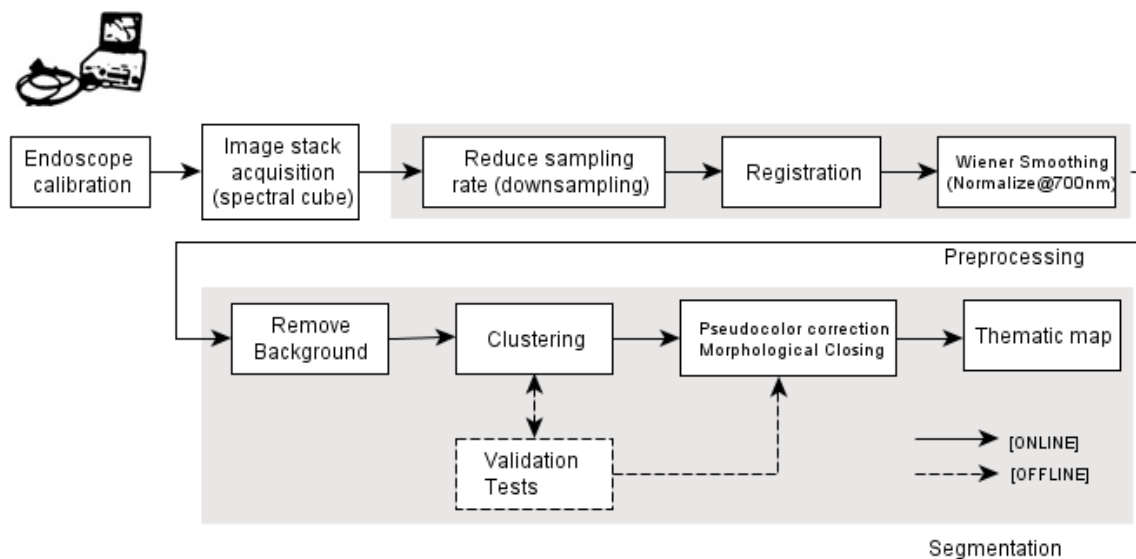 Endoscope
calibration
Image stack
acquisition
(spectral cube)
Reduce sampling
rate (downsampling)
Registration
Wiener Smoothing
(Normalize@700nm)
Preprocessing
Remove
Background
Clustering
Pseudocolor correction
Morphological Closing
Thematic map
Validation
Tests
[ONLINE]
[OFFLINE]
Segmentation